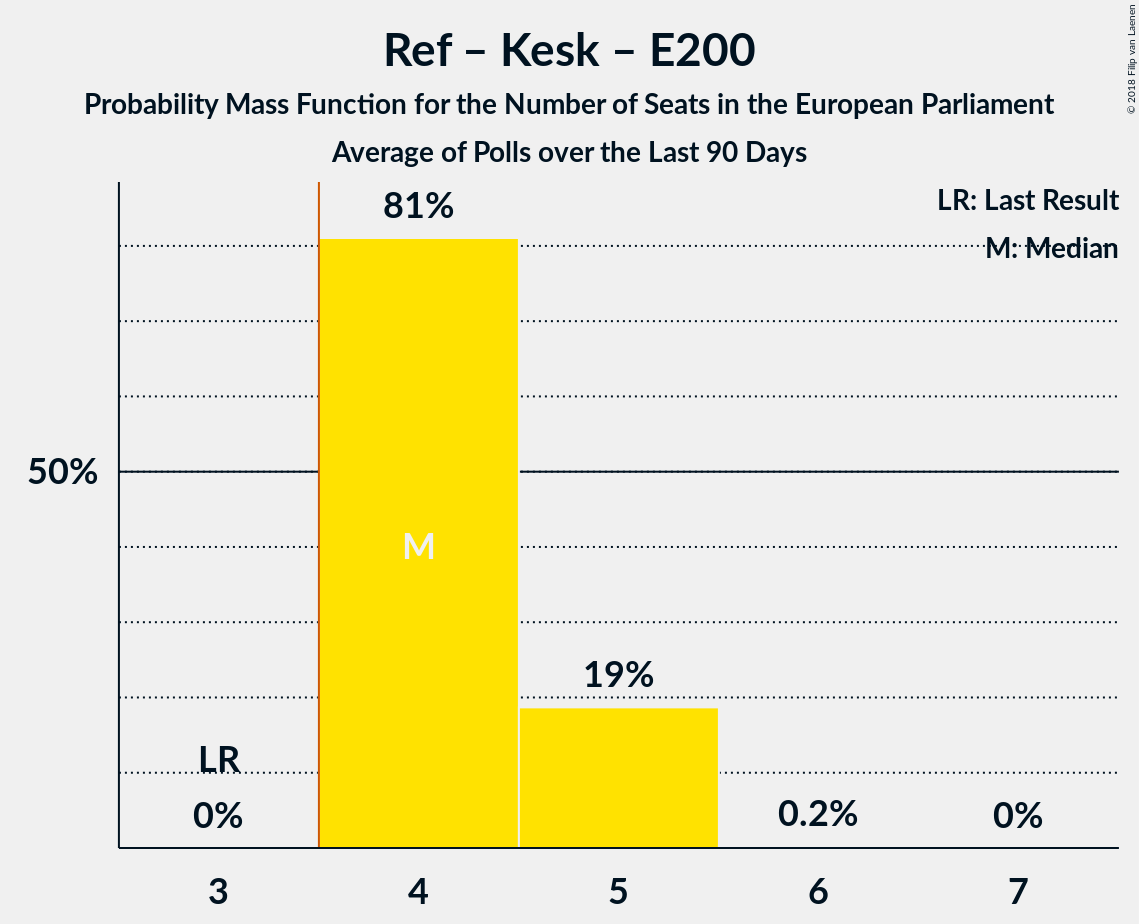 Ref – Kesk – E200
Probability Mass Function for the Number of Seats in the European Parliament
Average of Polls over the Last 90 Days
© 2018 Filip van Laenen
LR: Last Result
M: Median
81%
50%
M
19%
LR
0%
0.2%
0%
3 4 5 6 7